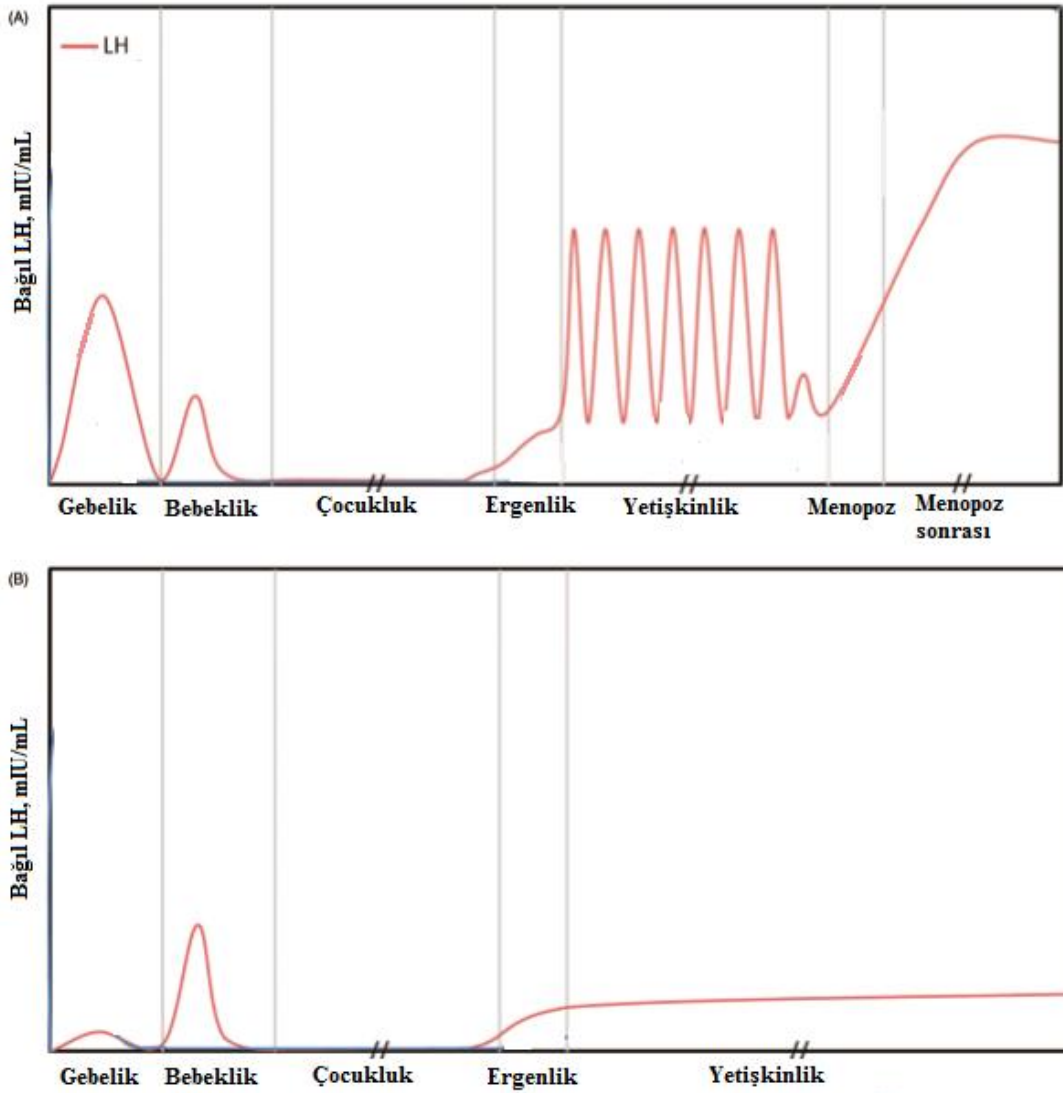 (A)
LH
Bağıl LH, mIU/mL
Gebelik Bebeklik Çocukluk Ergenlik Yetişkinlik Menopoz Menopoz
sonrası
(B)
Bağıl LH, mIU/mL
Gebelik Bebeklik Çocukluk Ergenlik Yetişkinlik